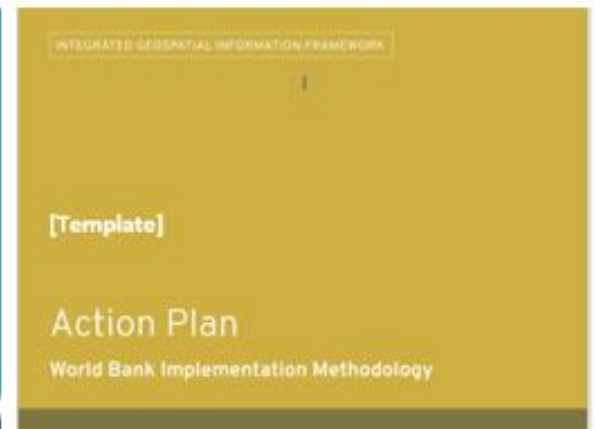 INTEGRATED GEOSPATIAL INFORMATION FRAMEWORK
[Template]
Action Plan
World Bank Implementation Methodology